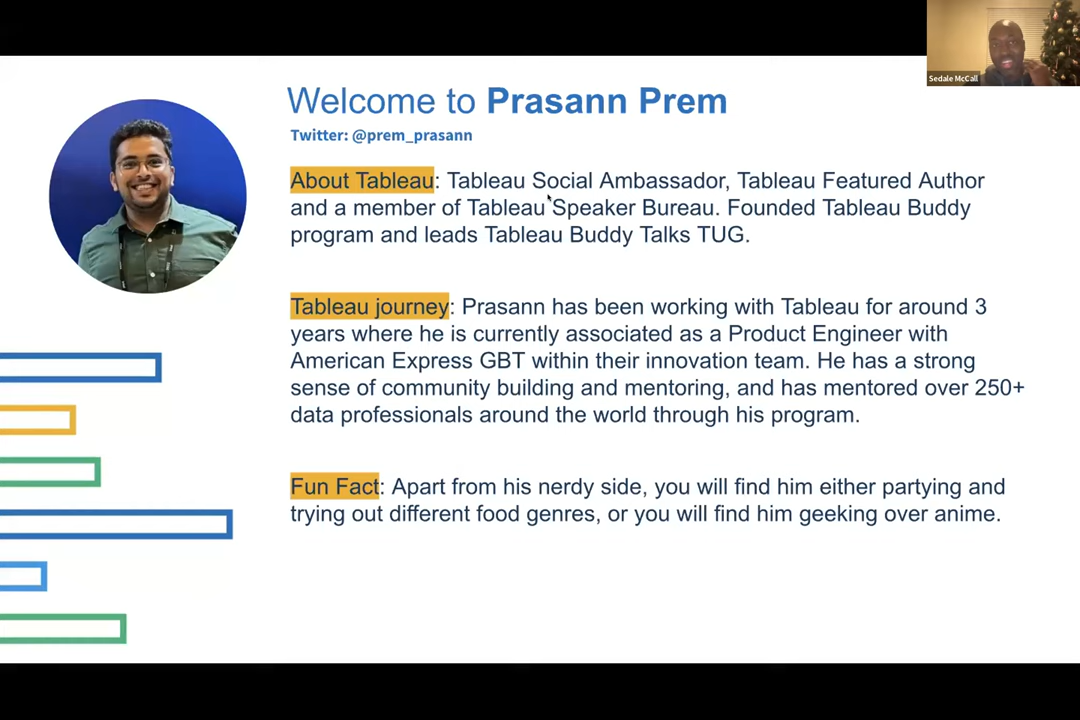 Sedale McCall
Welcome to Prasann Prem
Twitter: @prem_prasann
About Tableau: Tableau Social Ambassador, Tableau Featured Author
and a member of Tableau Speaker Bureau. Founded Tableau Buddy
program and leads Tableau Buddy Talks TUG.
Tableau journey: Prasann has been working with Tableau for around 3
years where he is currently associated as a Product Engineer with
American Express GBT within their innovation team. He has a strong
sense of community building and mentoring, and has mentored over 250+
data professionals around the world through his program.
Fun Fact: Apart from his nerdy side, you will find him either partying and
trying out different food genres, or you will find him geeking over anime.